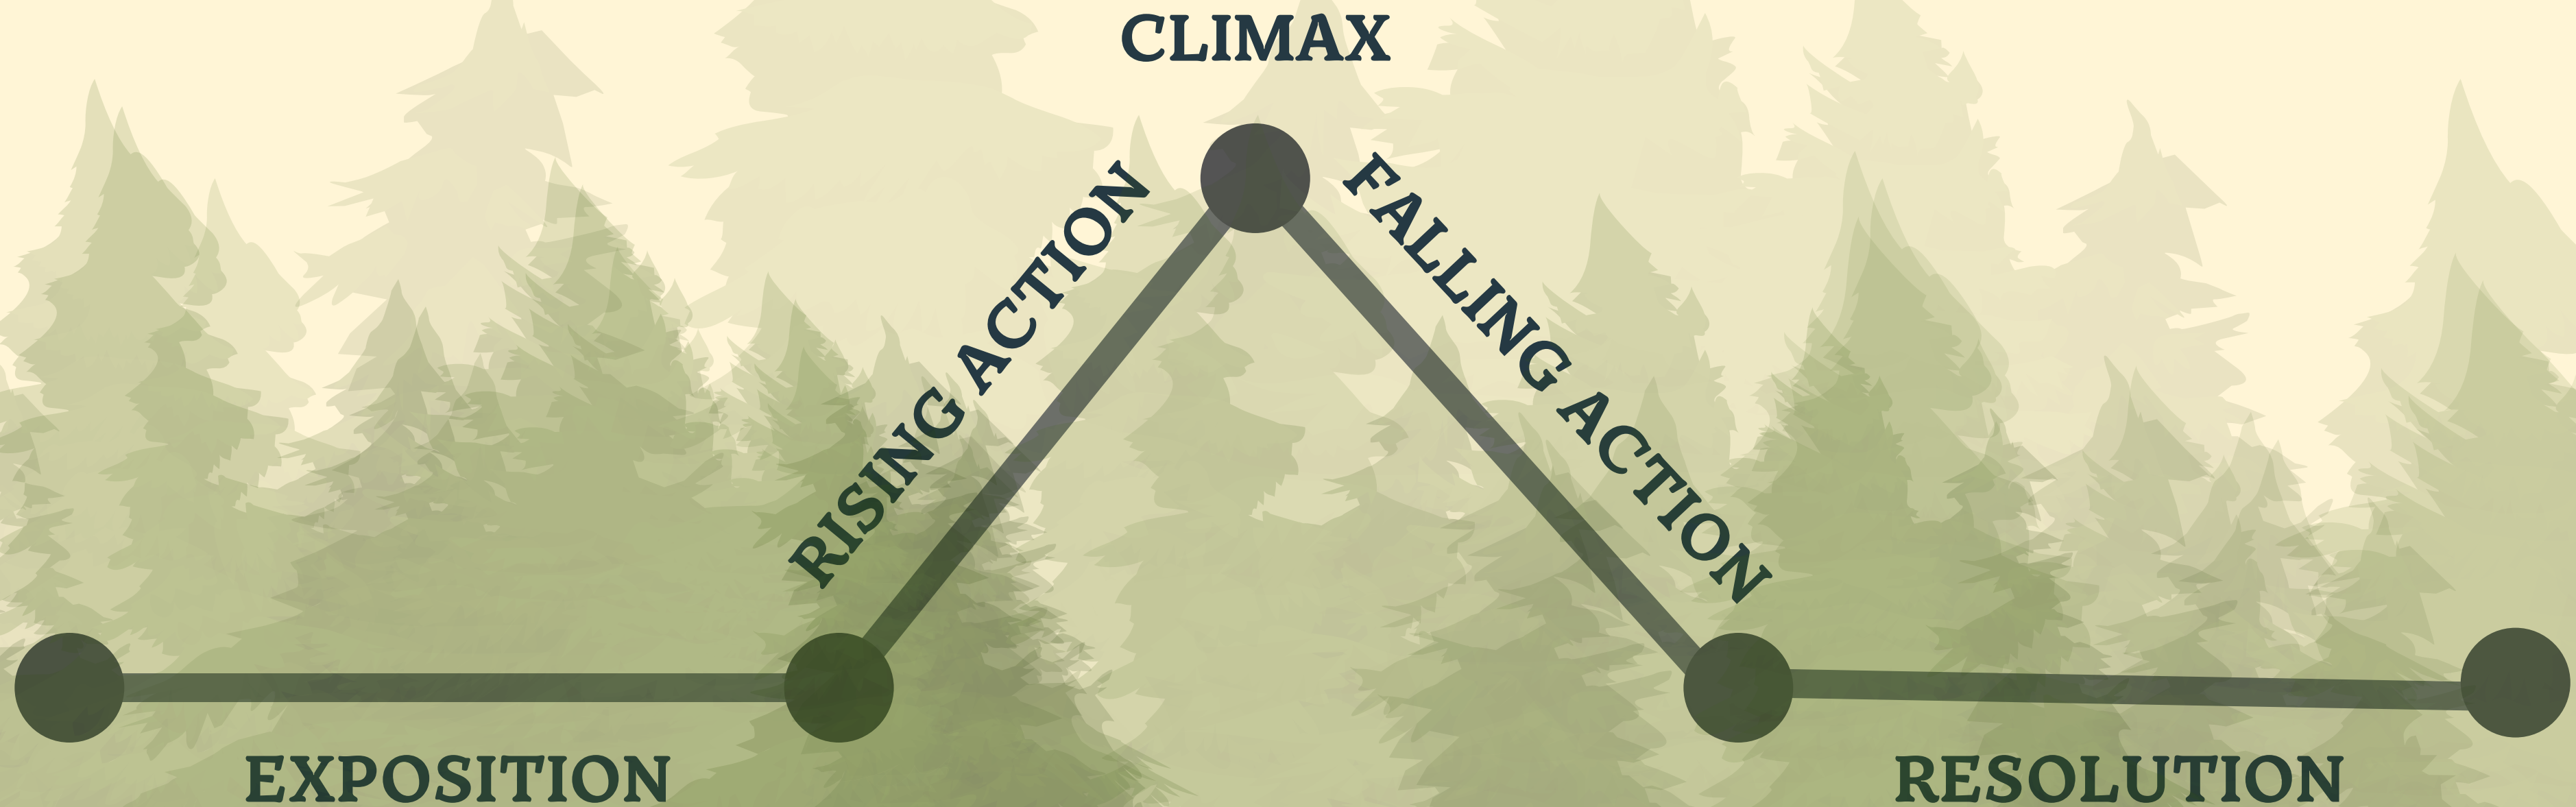 CLIMAX
RISING ACTION
FALLING ACTION
EXPOSITION
RESOLUTION